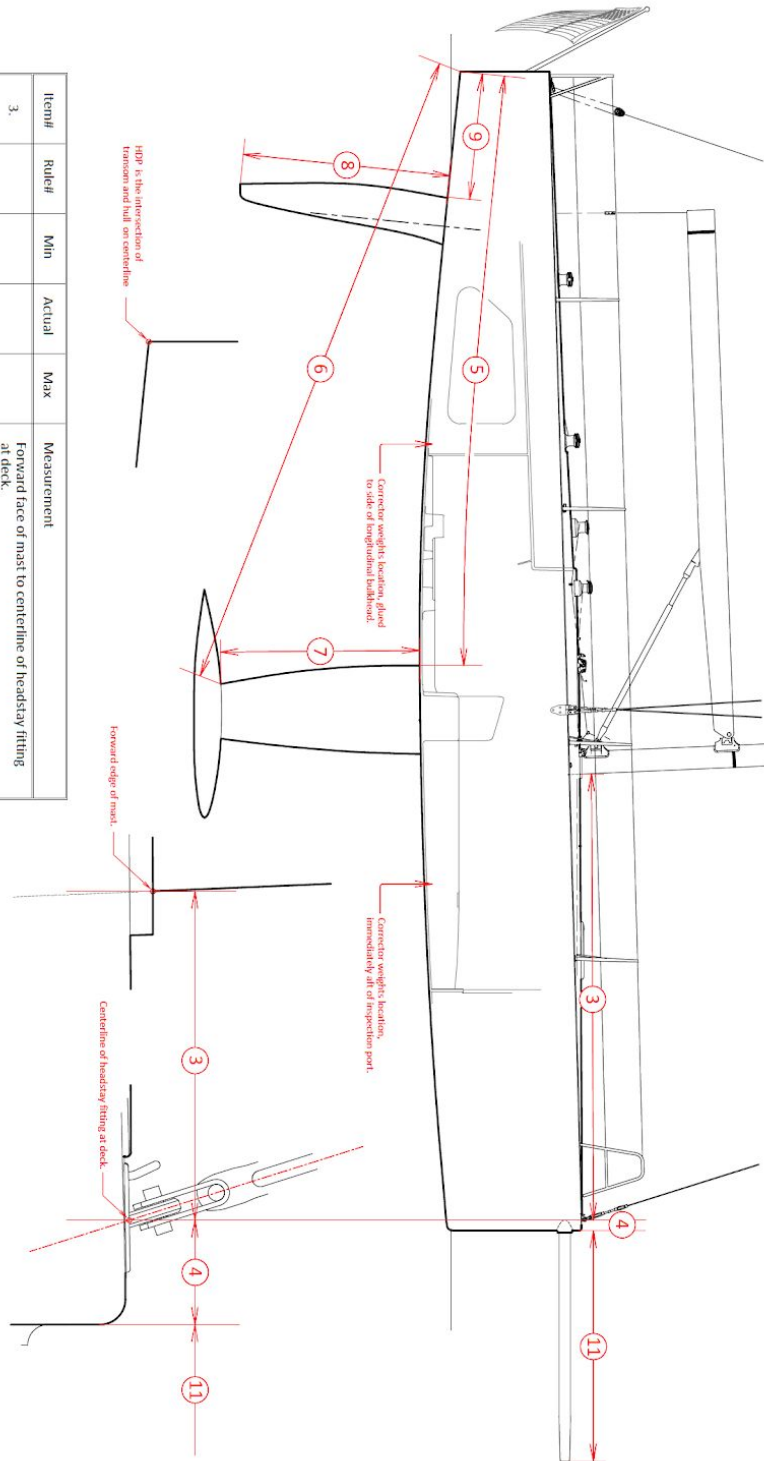 9
8
5
6
HDP is the intersection of
transom and hull on centerline
Corrector weights location, glued
to side of longitudinal bulkhead.
7
3
4
11
Corrector weights location,
immediately aft of inspection port.
Forward edge of mast.
3
4
11
Centerline of headstay fitting at deck.
Item# Rule# Min Actual Max Measurement
3. Forward face of mast to centerline of headstay fitting
at deck.